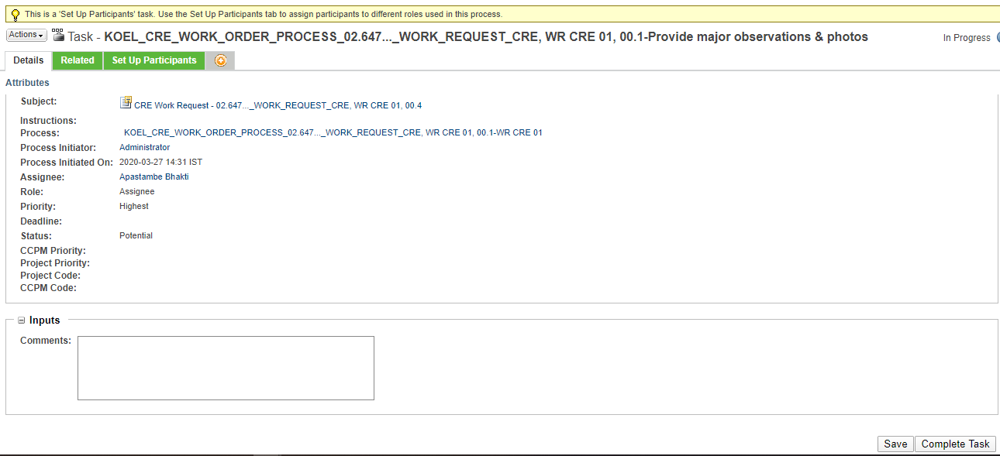 This is a 'Set Up Participants' task. Use the Set Up Participants tab to assign participants to different roles used in this process.
Actions Task - KOEL_CRE_WORK_ORDER_PROCESS_02.647..._WORK_REQUEST_CRE, WR CRE 01, 00.1-Provide major observations & photos In Progress
Details Related Set Up Participants
Attributes
Subject: CRE Work Request - 02.647..._WORK_REQUEST_CRE, WR CRE 01, 00.4
Instructions:
Process: KOEL_CRE_WORK_ORDER_PROCESS_02.647..._WORK_REQUEST_CRE, WR CRE 01, 00.1-WR CRE 01
Process Initiator: Administrator
Process Initiated On: 2020-03-27 14:31 IST
Assignee: Apastambe Bhakti
Role: Assignee
Priority: Highest
Deadline:
Status: Potential
CCPM Priority:
Project Priority:
Project Code:
CCPM Code:
Inputs
Comments:
Save Complete Task